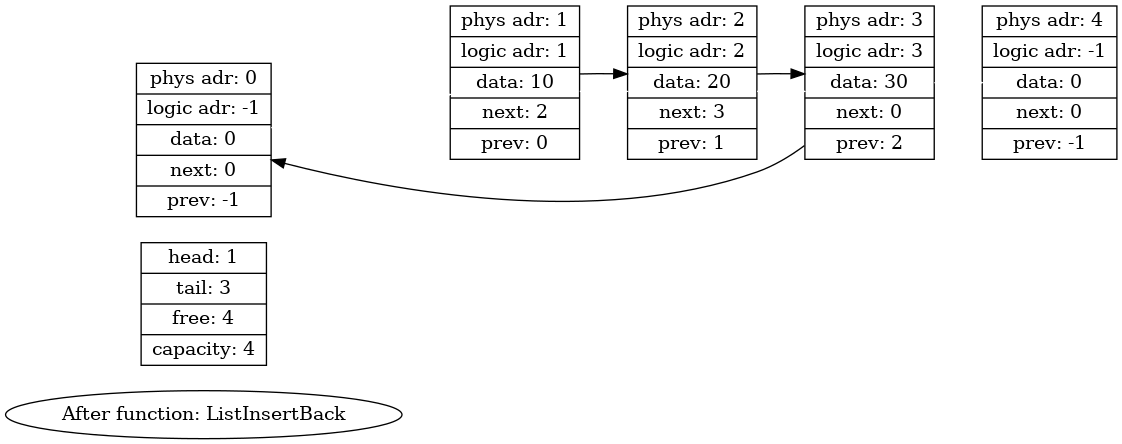 phys adr: 0
logic adr: -1
data: 0
next: 0
prev: -1
phys adr: 1
logic adr: 1
data: 10
next: 2
prev: 0
phys adr: 2
logic adr: 2
data: 20
next: 3
prev: 1
phys adr: 3
logic adr: 3
data: 30
next: 0
prev: 2
phys adr: 4
logic adr: -1
data: 0
next: 0
prev: -1
head: 1
tail: 3
free: 4
capacity: 4
After function: ListInsertBack